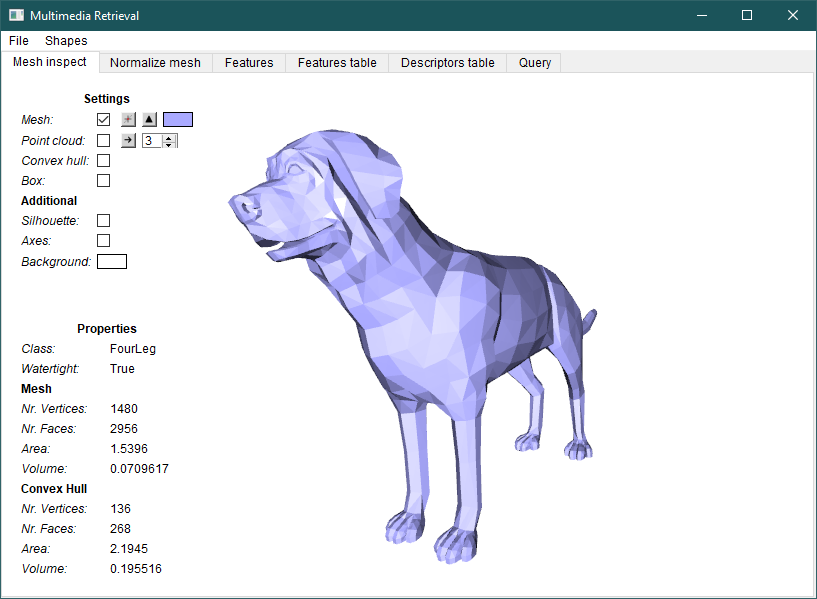 Multimedia Retrieval
File Shapes
Mesh inspect Normalize mesh Features Features table Descriptors table Query
Settings
Mesh:
Point cloud: 3
Convex hull:
Box:
Additional
Silhouette:
Axes:
Background:
Properties
Class: FourLeg
Watertight: True
Mesh
Nr. Vertices: 1480
Nr. Faces: 2956
Area: 1.5396
Volume: 0.0709617
Convex Hull
Nr. Vertices: 136
Nr. Faces: 268
Area: 2.1945
Volume: 0.195516